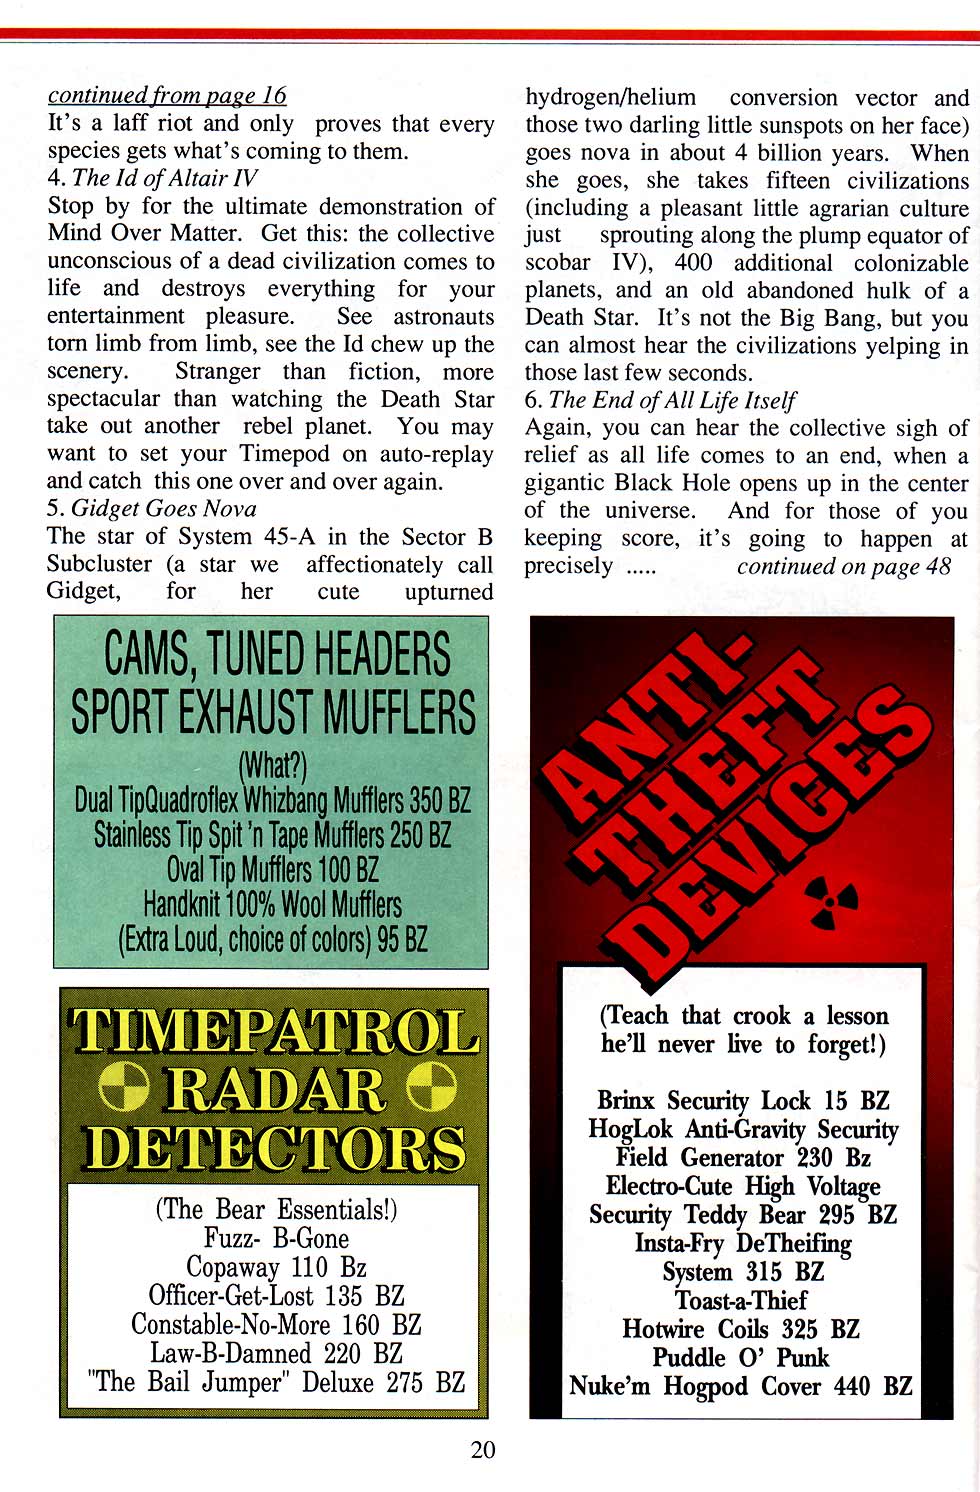 continued from page 16
It's a laff riot and only proves that every
species gets what's coming to them.
4. The Id of Altair IV
Stop by for the ultimate demonstration of
Mind Over Matter. Get this: the collective
unconscious of a dead civilization comes to
life and destroys everything for your
entertainment pleasure. See astronauts
torn limb from limb, see the Id chew up the
scenery. Stranger than fiction, more
spectacular than watching the Death Star
take out another rebel planet. You may
want to set your Timepod on auto-replay
and catch this one over and over again.
5. Gidget Goes Nova
The star of System 45-A in the Sector B
Subcluster (a star we affectionately call
Gidget, for her cute upturned
hydrogen/helium conversion vector and
those two darling little sunspots on her face)
goes nova in about 4 billion years. When
she goes, she takes fifteen civilizations
(including a pleasant little agrarian culture
just sprouting along the plump equator of
scobar IV), 400 additional colonizable
planets, and an old abandoned hulk of a
Death Star. It's not the Big Bang, but you
can almost hear the civilizations yelping in
those last few seconds.
6. The End of All Life Itself
Again, you can hear the collective sigh of
relief as all life comes to an end, when a
gigantic Black Hole opens up in the center
of the universe. And for those of you
keeping score, it's going to happen at
precisely ..... continued on page 48
CAMS, TUNED HEADERS
SPORT EXHAUST MUFFLERS
(What?)
Dual TipQuadroflex Whizbang Mufflers 350 BZ
Stainless Tip Spit 'n Tape Mufflers 250 BZ
Oval Tip Mufflers 100 BZ
Handknit 100% Wool Mufflers
(Extra Loud, choice of colors) 95 BZ
TIMEPATROL
RADAR
DETECTORS
(The Bear Essentials!)
Fuzz- B-Gone
Copaway 110 Bz
Officer-Get-Lost 135 BZ
Constable-No-More 160 BZ
Law-B-Damned 220 BZ
"The Bail Jumper" Deluxe 275 BZ
ANTI-
THEFT
DEVICES
(Teach that crook a lesson
he'll never live to forget!)
Brinx Security Lock 15 BZ
HogLok Anti-Gravity Security
Field Generator 230 Bz
Electro-Cute High Voltage
Security Teddy Bear 295 BZ
Insta-Fry DeTheifing
System 315 BZ
Toast-a-Thief
Hotwire Coils 325 BZ
Puddle O' Punk
Nuke'm Hogpod Cover 440 BZ
20